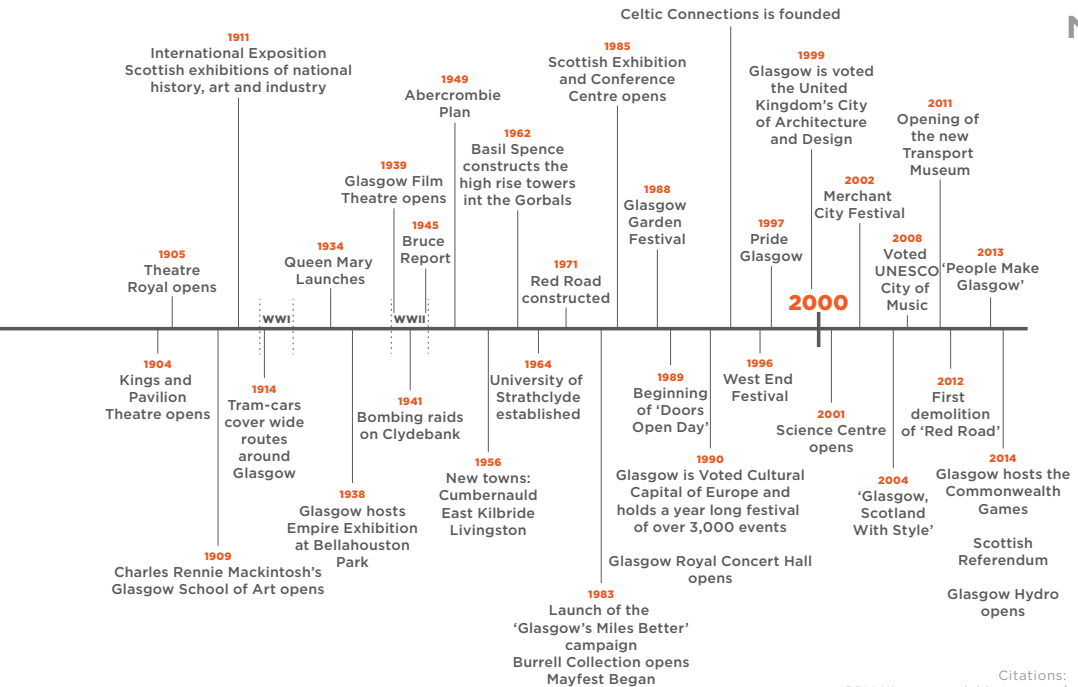 Celtic Connections is founded
1911
International Exposition
Scottish exhibitions of national
history, art and industry
1985
Scottish Exhibition
and Conference
Centre opens
1999
Glasgow is voted
the United
Kingdom's City
of Architecture
and Design
1949
Abercrombie
Plan
2011
Opening of
the new
Transport
Museum
1962
Basil Spence
constructs the
high rise towers
int the Gorbals
1939
Glasgow Film
Theatre opens
1988
Glasgow
Garden
Festival
2002
Merchant
City Festival
1945
Bruce
Report
1997
Pride
Glasgow
2008
Voted
UNESCO
City of
Music
1934
Queen Mary
Launches
1905
Theatre
Royal opens
1971
Red Road
constructed
2013
‘People Make
Glasgow’
2000
WWI
WWII
1904
Kings and
Pavilion
Theatre opens
1914
Tram-cars
cover wide
routes
around
Glasgow
1941
Bombing raids
on Clydebank
1964
University of
Strathclyde
established
1989
Beginning
of ‘Doors
Open Day’
1996
West End
Festival
2001
Science Centre
opens
2012
First
demolition
of ‘Red Road’
1956
New towns:
Cumbernauld
East Kilbride
Livingston
1990
Glasgow is Voted Cultural
Capital of Europe and
holds a year long festival
of over 3,000 events
Glasgow Royal Concert Hall
opens
2004
‘Glasgow,
Scotland
With Style’
2014
Glasgow hosts the
Commonwealth
Games
Scottish
Referendum
Glasgow Hydro
opens
1938
Glasgow hosts
Empire Exhibition
at Bellahouston
Park
1909
Charles Rennie Mackintosh’s
Glasgow School of Art opens
1983
Launch of the
‘Glasgow’s Miles Better’
campaign
Burrell Collection opens
Mayfest Began
Citations: